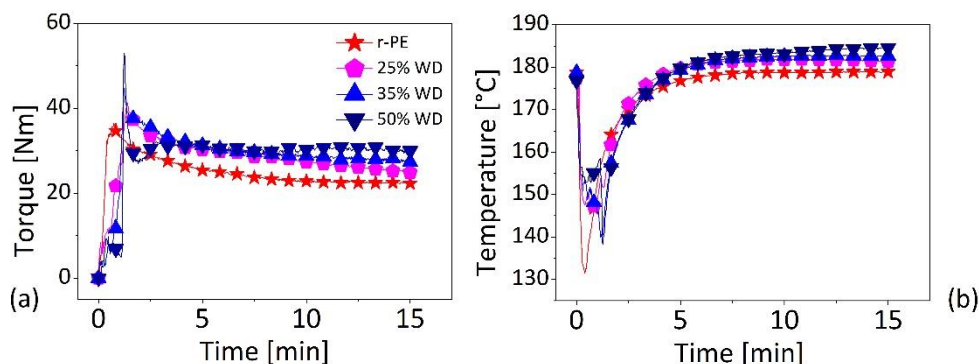 60
40
20
0
Torque [Nm]
r-PE
25% WD
35% WD
50% WD
0
5
10
15
Time [min]
(a)
190
180
170
160
150
140
130
Temperature [°C]
0
5
10
15
Time [min]
(b)